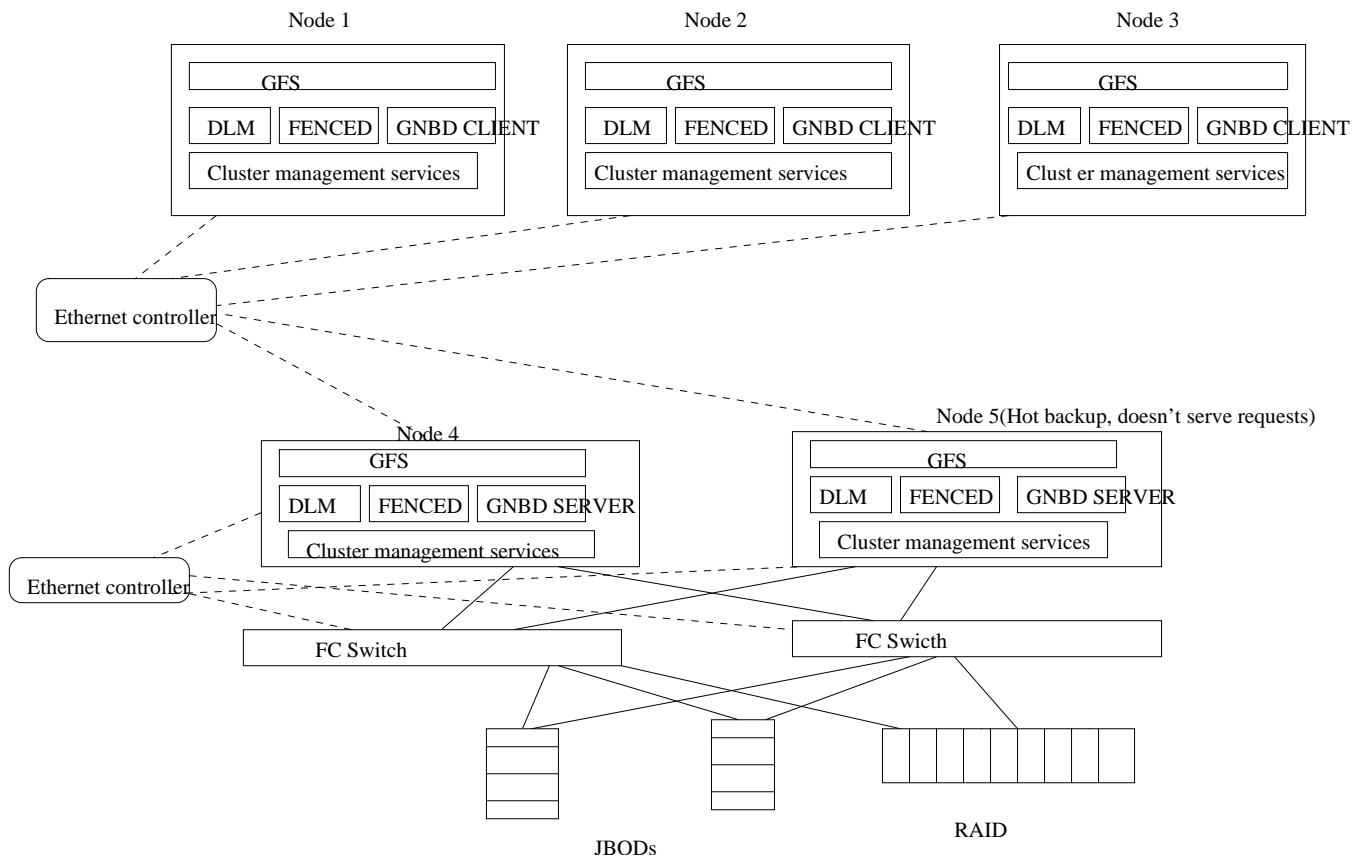 Node 1
Node 2
Node 3
GFS
GFS
GFS
DLM FENCED GNBD CLIENT
DLM FENCED GNBD CLIENT
DLM FENCED GNBD CLIENT
Cluster management services
Cluster management services
Clust er management services
Ethernet controller
Node 5(Hot backup, doesn't serve requests)
Node 4
GFS
GFS
DLM FENCED GNBD SERVER
DLM FENCED GNBD SERVER
Cluster management services
Cluster management services
Ethernet controller
FC Switch
FC Swicth
RAID
JBODs